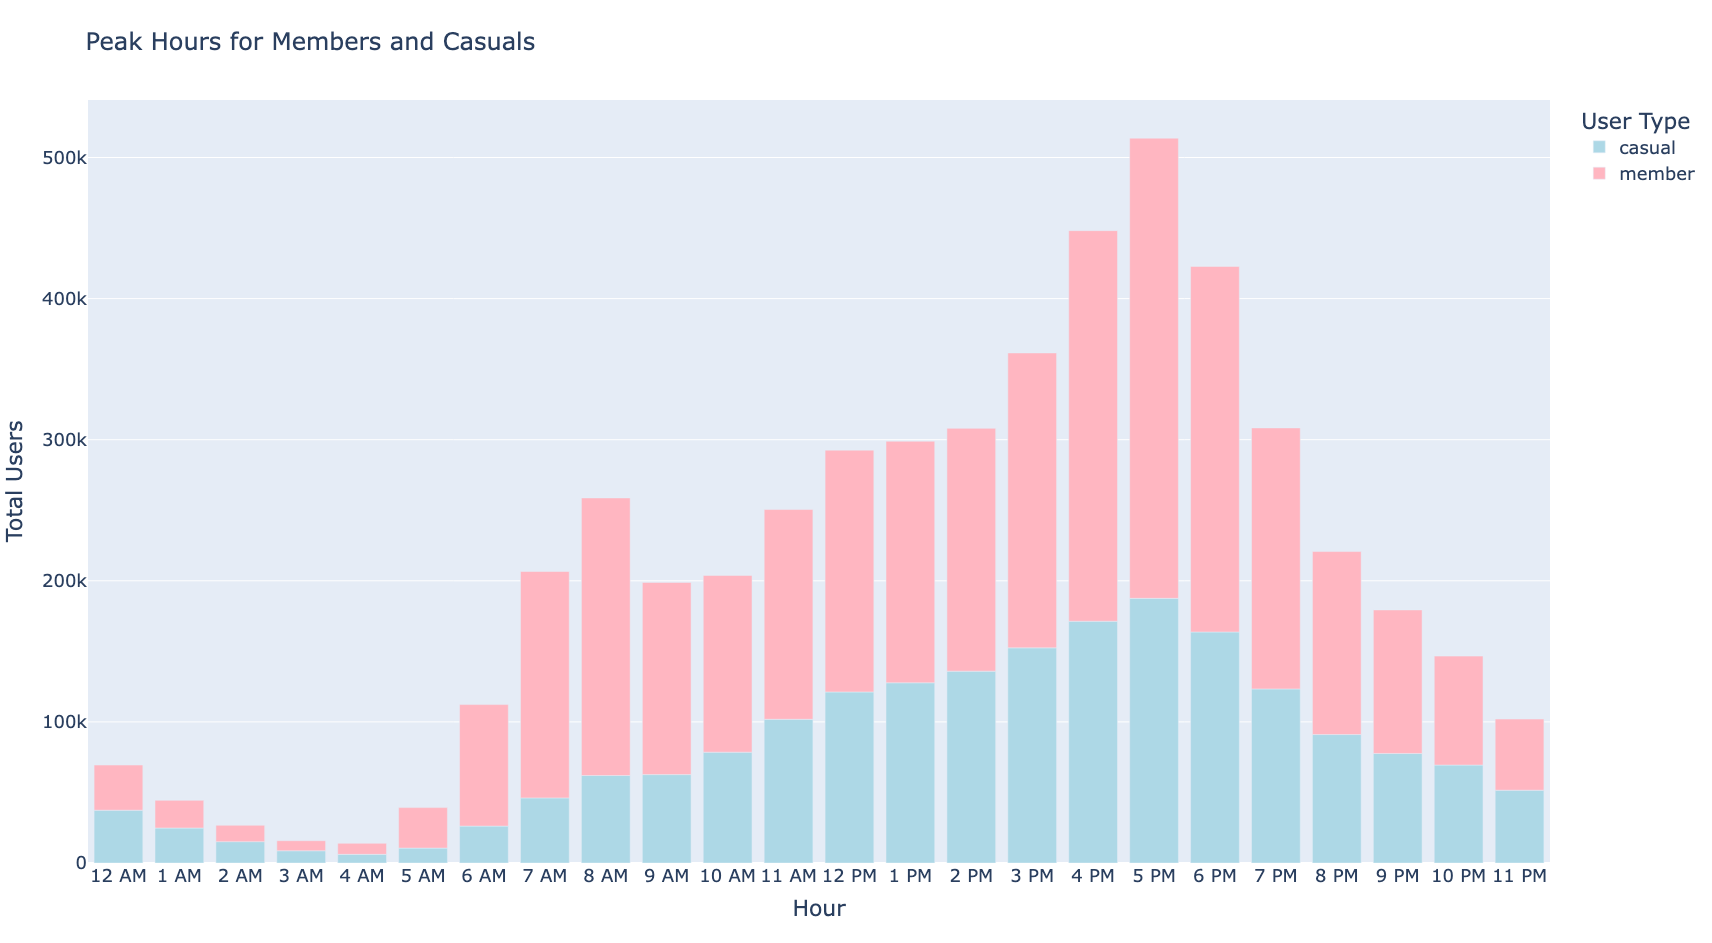 Peak Hours for Members and Casuals
User Type
casual
member
500k
400k
300k
200k
100k
0
Total Users
12 AM 1 AM 2 AM 3 AM 4 AM 5 AM 6 AM 7 AM 8 AM 9 AM 10 AM 11 AM 12 PM 1 PM 2 PM 3 PM 4 PM 5 PM 6 PM 7 PM 8 PM 9 PM 10 PM 11 PM
Hour